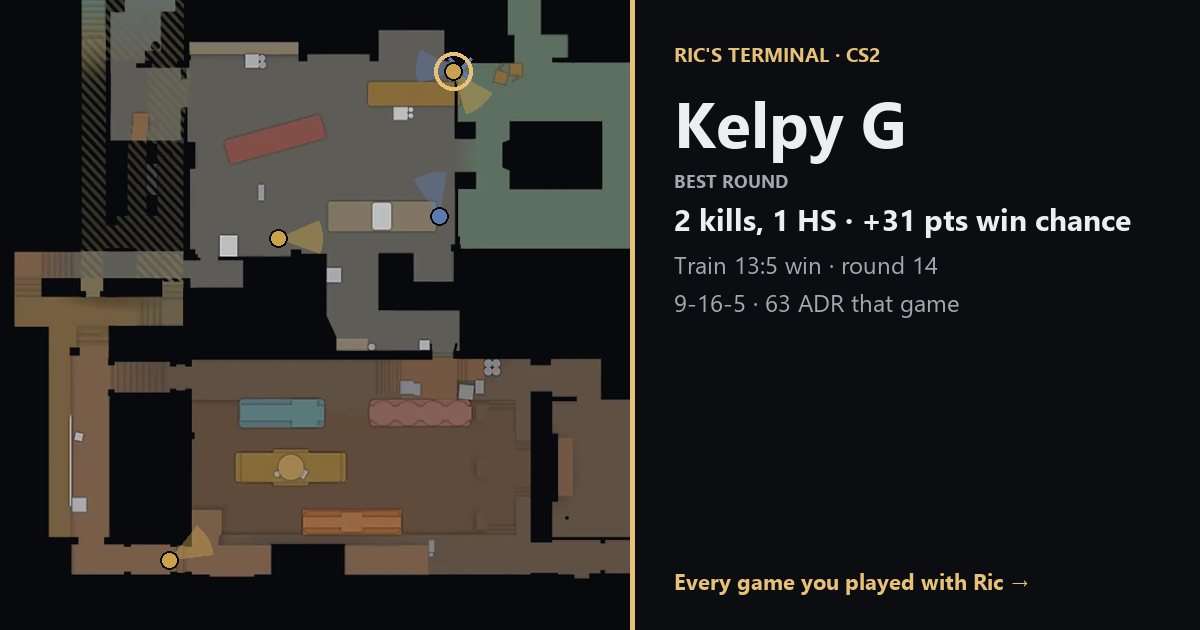 RIC'S TERMINAL · CS2
Kelpy G
BEST ROUND
2 kills, 1 HS · +31 pts win chance
Train 13:5 win · round 14
9-16-5 · 63 ADR that game
Every game you played with Ric →